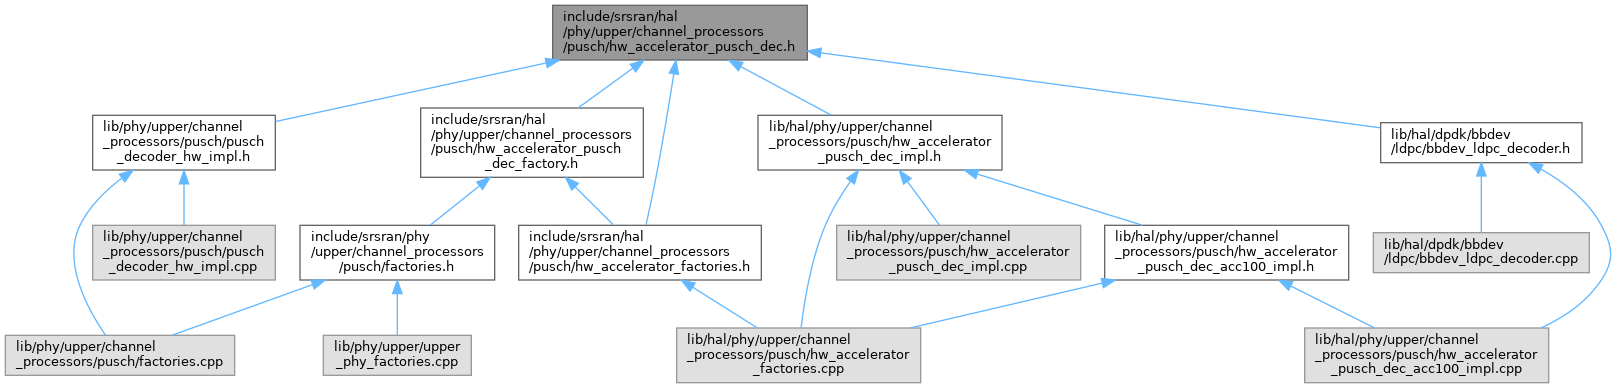 include/srsran/hal
/phy/upper/channel_processors
/pusch/hw_accelerator_pusch_dec.h
lib/phy/upper/channel
_processors/pusch/pusch
_decoder_hw_impl.h
include/srsran/hal
/phy/upper/channel_processors
/pusch/hw_accelerator_pusch
_dec_factory.h
lib/hal/phy/upper/channel
_processors/pusch/hw_accelerator
_pusch_dec_impl.h
lib/hal/dpdk/bbdev
/ldpc/bbdev_ldpc_decoder.h
lib/phy/upper/channel
_processors/pusch/pusch
_decoder_hw_impl.cpp
include/srsran/phy
/upper/channel_processors
/pusch/factories.h
include/srsran/hal
/phy/upper/channel_processors
/pusch/hw_accelerator_factories.h
lib/hal/phy/upper/channel
_processors/pusch/hw_accelerator
_pusch_dec_impl.cpp
lib/hal/phy/upper/channel
_processors/pusch/hw_accelerator
_pusch_dec_acc100_impl.h
lib/hal/dpdk/bbdev
/ldpc/bbdev_ldpc_decoder.cpp
lib/phy/upper/channel
_processors/pusch/factories.cpp
lib/phy/upper/upper
_phy_factories.cpp
lib/hal/phy/upper/channel
_processors/pusch/hw_accelerator
_factories.cpp
lib/hal/phy/upper/channel
_processors/pusch/hw_accelerator
_pusch_dec_acc100_impl.cpp